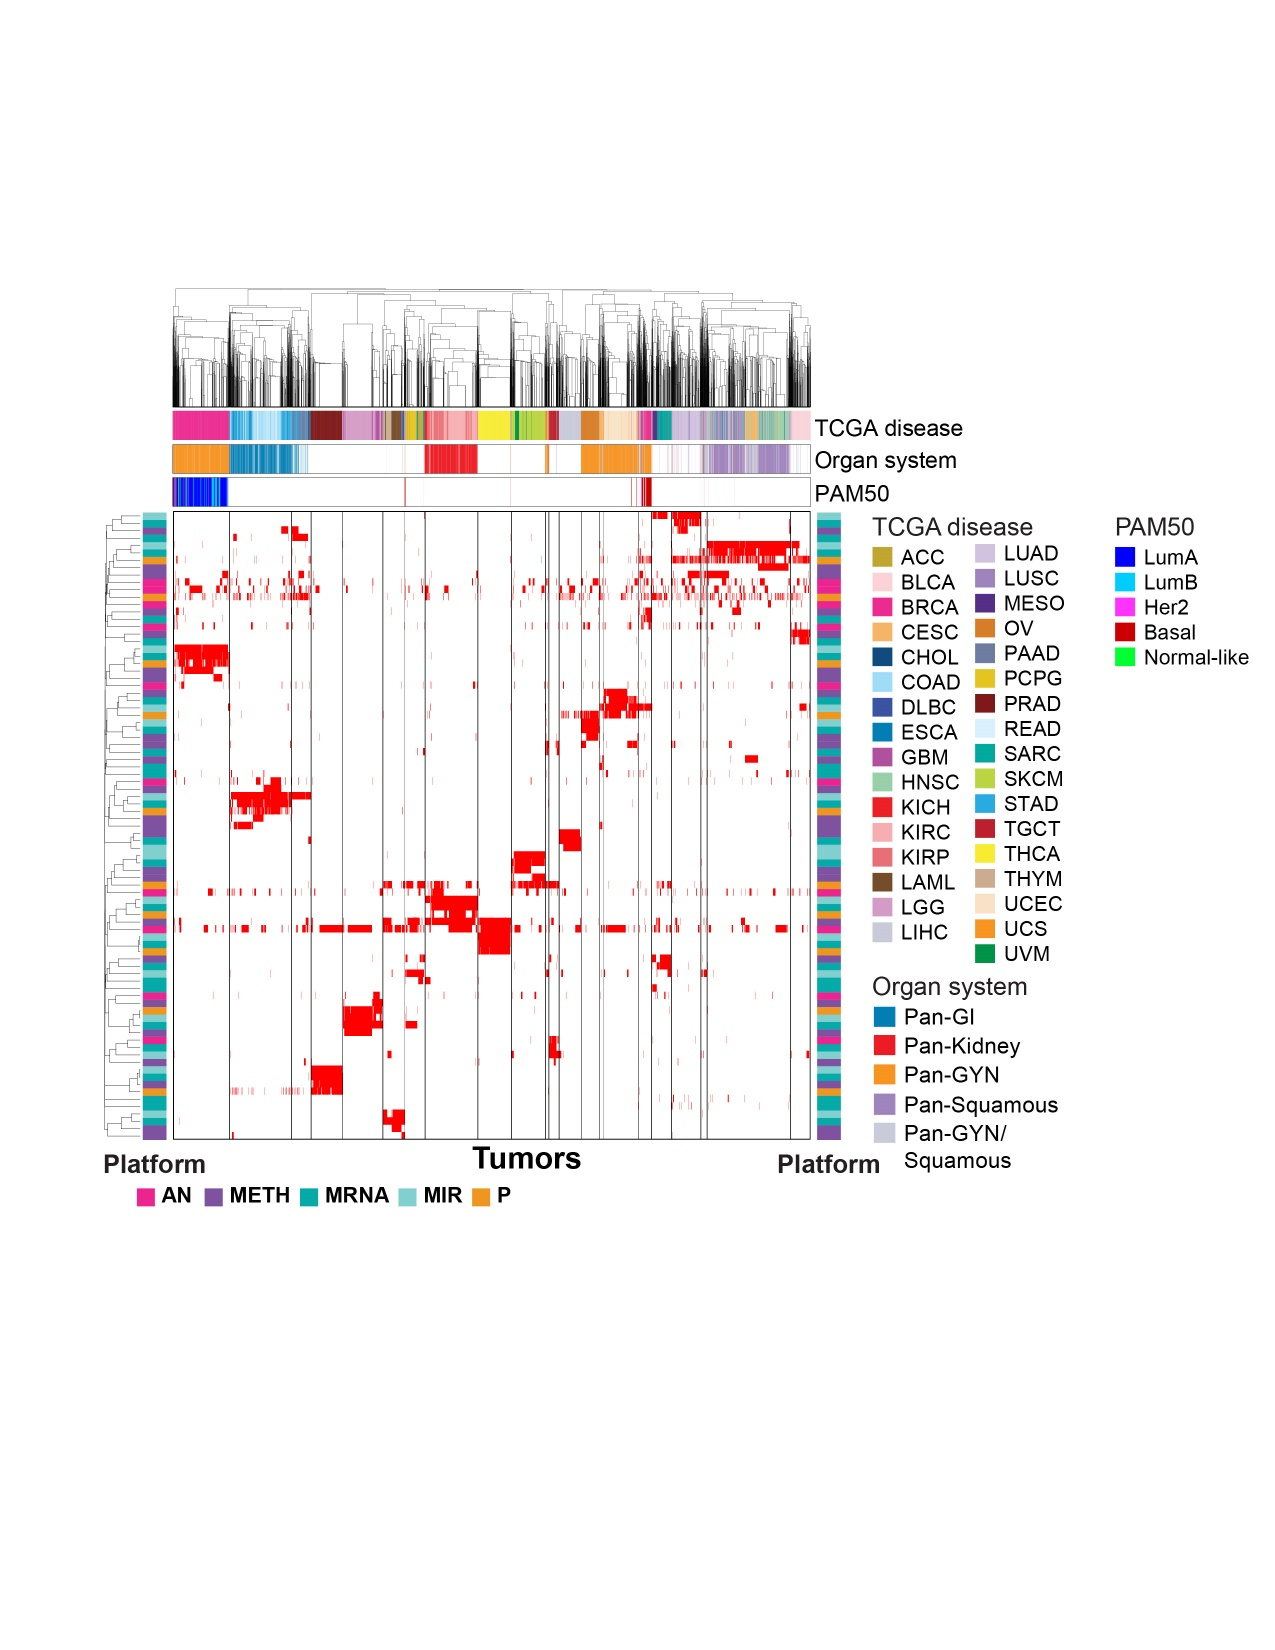 TCGA disease
Organ system
PAM50
TCGA disease
ACC
BLCA
BRCA
CESC
CHOL
COAD
DLBC
ESCA
GBM
HNSC
KICH
KIRC
KIRP
LAML
LGG
LIHC
LUAD
LUSC
MESO
OV
PAAD
PCPG
PRAD
READ
SARC
SKCM
STAD
TGCT
THCA
THYM
UCEC
UCS
UVM
PAM50
LumA
LumB
Her2
Basal
Normal-like
Organ system
Pan-GI
Pan-Kidney
Pan-GYN
Pan-Squamous
Pan-GYN/
Squamous
Platform
Tumors
Platform
AN METH MRNA MIR P